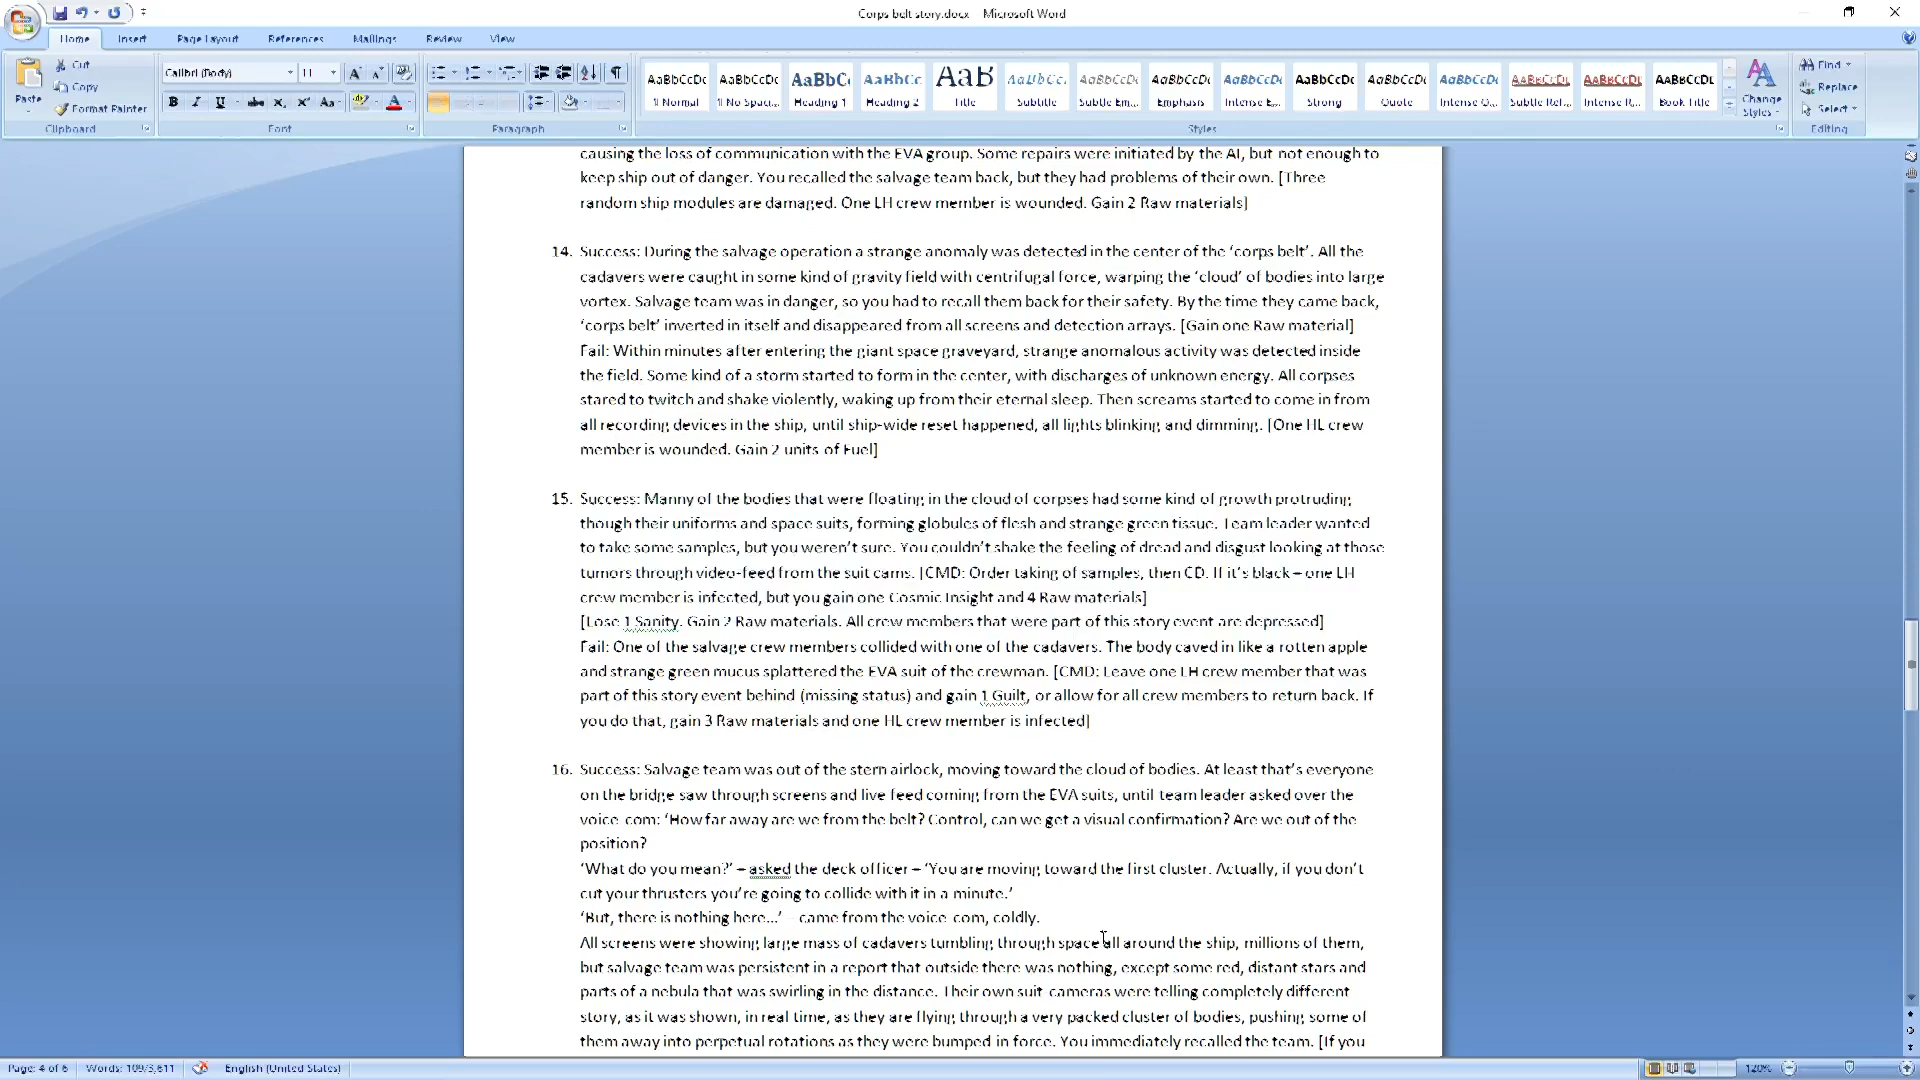 Corps belt story.docx - Microsoft Word
Home Insert Page Layout References Mailings Review View
Paste Cut Copy Format Painter
Calibri (Body) 11
AaBbCcDc AaBbCcDc AaBbC AaBbCc AaB AaBbCc. AaBbCcDc AaBbCcDc AaBbCcDc AaBbCcDc AaBbCcDc AaBbCcDc AaBbCcDc AaBbCcDc AaBbCcDc
¶ Normal ¶ No Spaci... Heading 1 Heading 2 Title Subtitle Subtle Em... Emphasis Intense E... Strong Quote Intense Q... Subtle Ref... Intense R... Book Title
Change Styles
Find
Replace
Select
Clipboard Font Paragraph Styles Editing
causing the loss of communication with the EVA group. Some repairs were initiated by the AI, but not enough to
keep ship out of danger. You recalled the salvage team back, but they had problems of their own. [Three
random ship modules are damaged. One LH crew member is wounded. Gain 2 Raw materials]
14. Success: During the salvage operation a strange anomaly was detected in the center of the ‘corps belt’. All the
cadavers were caught in some kind of gravity field with centrifugal force, warping the ‘cloud’ of bodies into large
vortex. Salvage team was in danger, so you had to recall them back for their safety. By the time they came back,
‘corps belt’ inverted in itself and disappeared from all screens and detection arrays. [Gain one Raw material]
Fail: Within minutes after entering the giant space graveyard, strange anomalous activity was detected inside
the field. Some kind of a storm started to form in the center, with discharges of unknown energy. All corpses
stared to twitch and shake violently, waking up from their eternal sleep. Then screams started to come in from
all recording devices in the ship, until ship-wide reset happened, all lights blinking and dimming. [One HL crew
member is wounded. Gain 2 units of Fuel]
15. Success: Manny of the bodies that were floating in the cloud of corpses had some kind of growth protruding
though their uniforms and space suits, forming globules of flesh and strange green tissue. Team leader wanted
to take some samples, but you weren’t sure. You couldn’t shake the feeling of dread and disgust looking at those
tumors through video-feed from the suit cams. [CMD: Order taking of samples, then CD. If it’s black – one LH
crew member is infected, but you gain one Cosmic Insight and 4 Raw materials]
[Lose 1 Sanity. Gain 2 Raw materials. All crew members that were part of this story event are depressed]
Fail: One of the salvage crew members collided with one of the cadavers. The body caved in like a rotten apple
and strange green mucus splattered the EVA suit of the crewman. [CMD: Leave one LH crew member that was
part of this story event behind (missing status) and gain 1 Guilt, or allow for all crew members to return back. If
you do that, gain 3 Raw materials and one HL crew member is infected]
16. Success: Salvage team was out of the stern airlock, moving toward the cloud of bodies. At least that’s everyone
on the bridge saw through screens and live feed coming from the EVA suits, until team leader asked over the
voice-com: ‘How far away are we from the belt? Control, can we get a visual confirmation? Are we out of the
position?
‘What do you mean?’ – asked the deck officer – ‘You are moving toward the first cluster. Actually, if you don’t
cut your thrusters you’re going to collide with it in a minute.’
‘But, there is nothing here...’ – came from the voice-com, coldly.
All screens were showing large mass of cadavers tumbling through space all around the ship, millions of them,
but salvage team was persistent in a report that outside there was nothing, except some red, distant stars and
parts of a nebula that was swirling in the distance. Their own suit-cameras were telling completely different
story, as it was shown, in real time, as they are flying through a very packed cluster of bodies, pushing some of
them away into perpetual rotations as they were bumped in force. You immediately recalled the team. [If you
Page: 4 of 6 Words: 109/3,611 English (United States) 120%